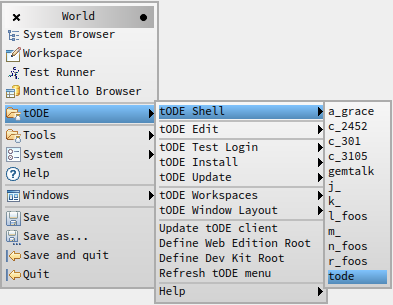 World
System Browser
Workspace
Test Runner
Monticello Browser
tODE
Tools
System
Help
Windows
Save
Save as...
Save and quit
Quit
tODE Shell
tODE Edit
tODE Test Login
tODE Install
tODE Update
tODE Workspaces
tODE Window Layout
Update tODE client
Define Web Edition Root
Define Dev Kit Root
Refresh tODE menu
Help
a_grace
c_2452
c_301
c_3105
gemtalk
j_
k_
l_foos
m_
n_foos
r_foos
tode